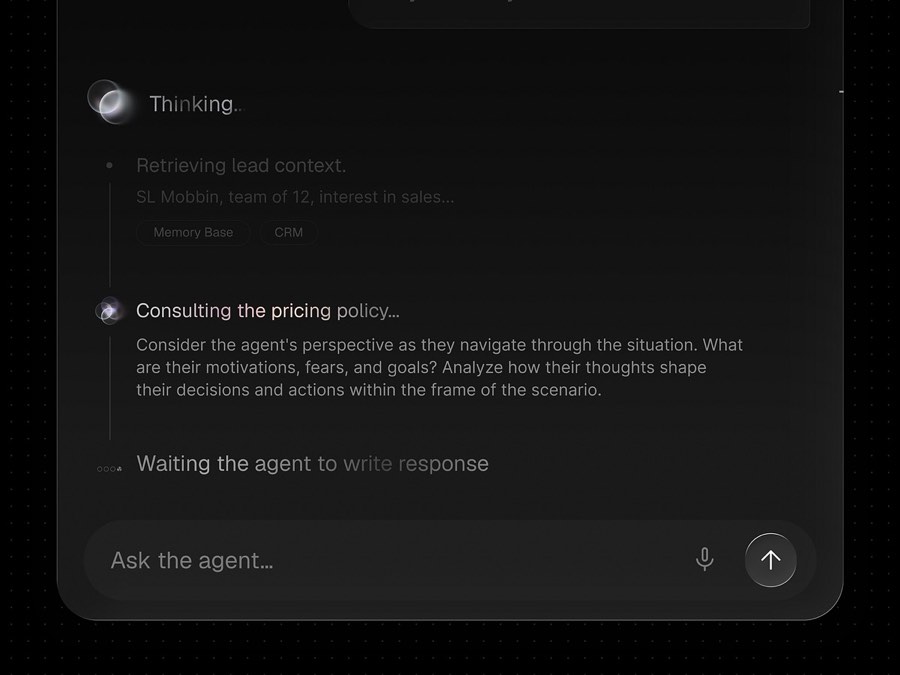 Thinking...
Retrieving lead context.
SL Mobbin, team of 12, interest in sales...
Memory Base
CRM
Consulting the pricing policy...
Consider the agent's perspective as they navigate through the situation. What
are their motivations, fears, and goals? Analyze how their thoughts shape
their decisions and actions within the frame of the scenario.
Waiting the agent to write response
Ask the agent...